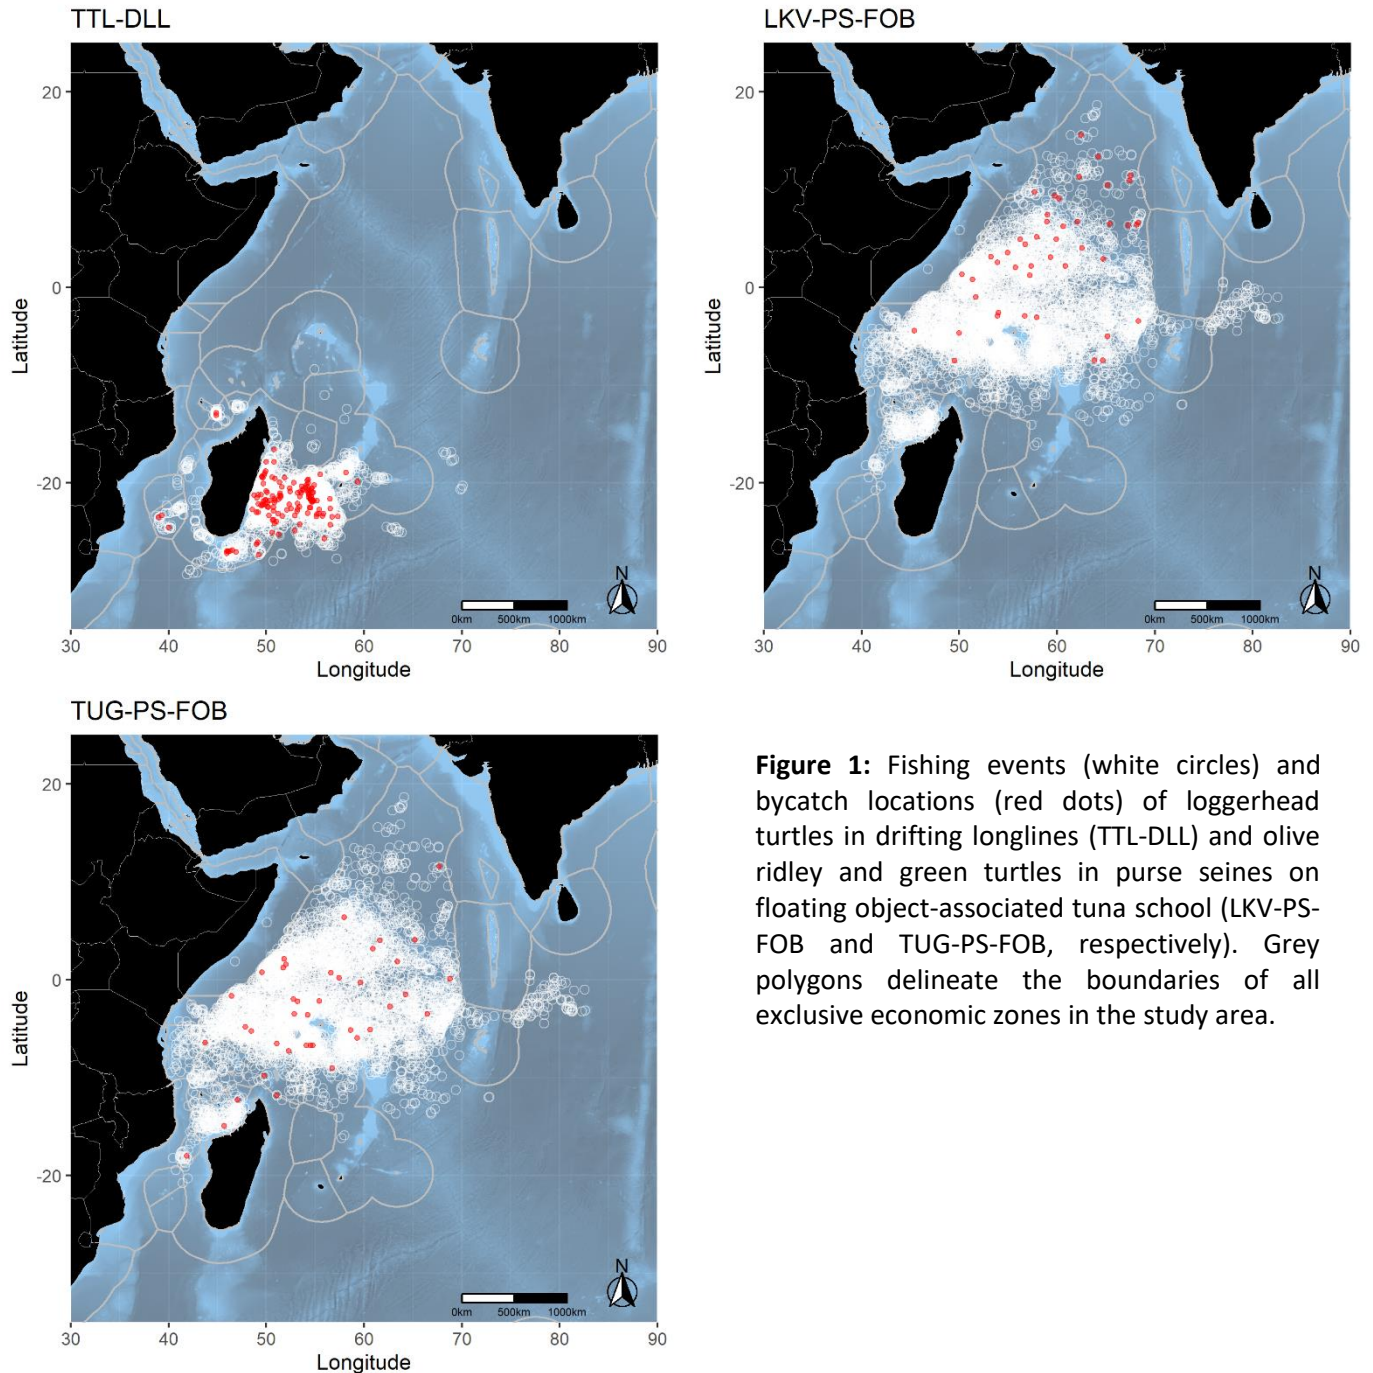 TTL-DLL
20
0
-20
Latitude
N
0km 500km 1000km
30 40 50 60 70 80 90
Longitude
LKV-PS-FOB
20
0
-20
Latitude
N
0km 500km 1000km
30 40 50 60 70 80 90
Longitude
TUG-PS-FOB
20
0
-20
Latitude
N
0km 500km 1000km
30 40 50 60 70 80 90
Longitude
Figure 1: Fishing events (white circles) and
bycatch locations (red dots) of loggerhead
turtles in drifting longlines (TTL-DLL) and olive
ridley and green turtles in purse seines on
floating object-associated tuna school (LKV-PS-
FOB and TUG-PS-FOB, respectively). Grey
polygons delineate the boundaries of all
exclusive economic zones in the study area.